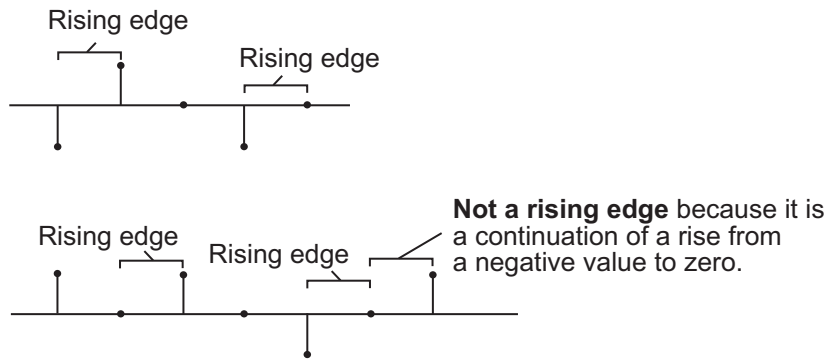 Rising edge
Rising edge
Not a rising edge because it is
a continuation of a rise from
a negative value to zero.
Rising edge
Rising edge